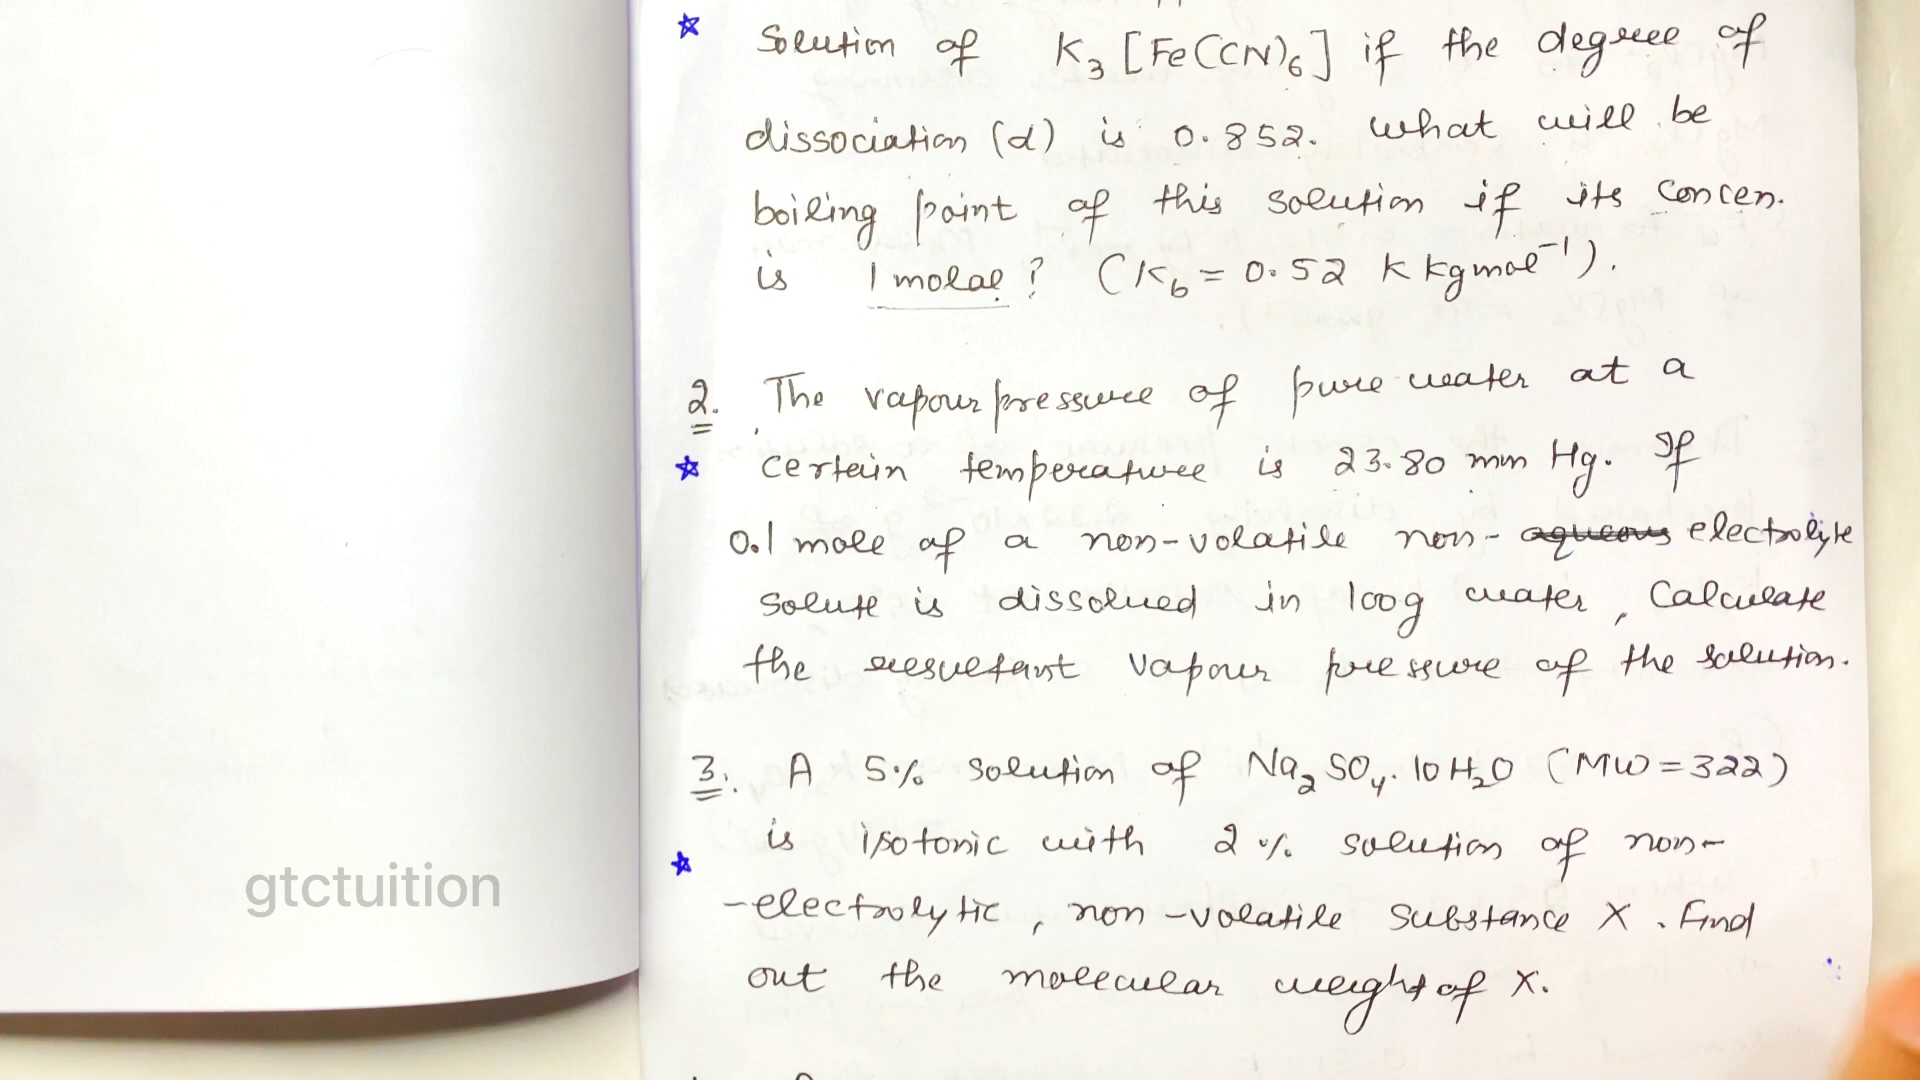 Solution of K₃[Fe(CN)₆] if the degree of
dissociation (α) is 0.852. what will be
boiling point of this solution if its concen.
is 1 molal? (Kb = 0.52 K kgmol⁻¹).
2. The vapour pressure of pure water at a
certain temperature is 23.80 mm Hg. If
0.1 mole of a non-volatile non- aqueous electrolyte
solute is dissolved in 100g water, Calculate
the resultant vapour pressure of the solution.
3. A 5% solution of Na₂SO₄.10H₂O (MW=322)
is isotonic with 2% solution of non-
-electrolytic, non-volatile substance X. Find
out the molecular weight of X.
gtctuition